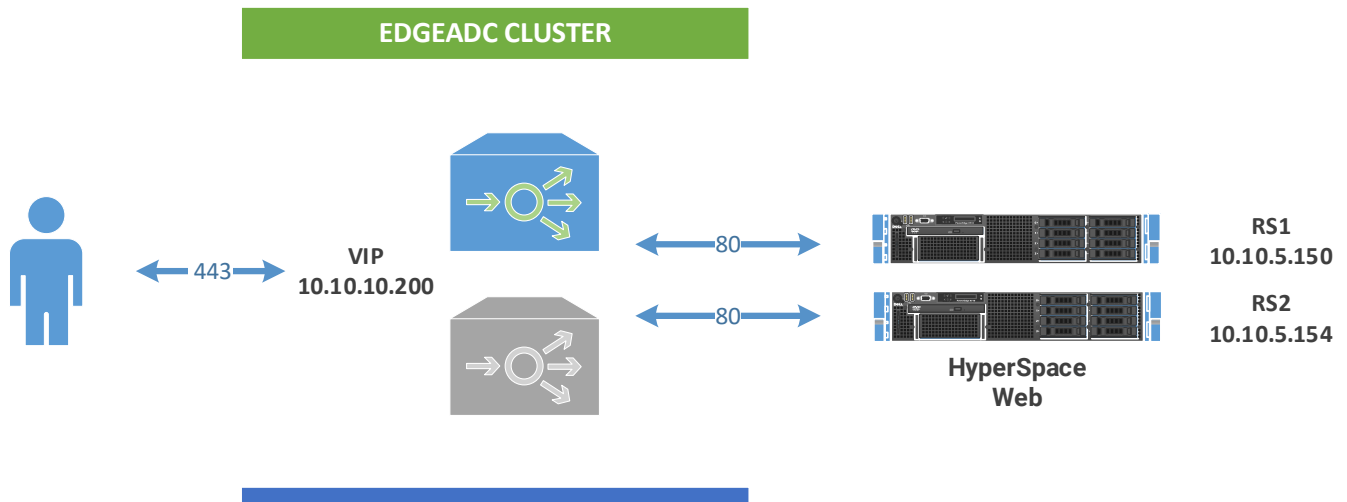 EDGEADC CLUSTER
443
VIP
10.10.10.200
80
80
RS1
10.10.5.150
RS2
10.10.5.154
HyperSpace
Web